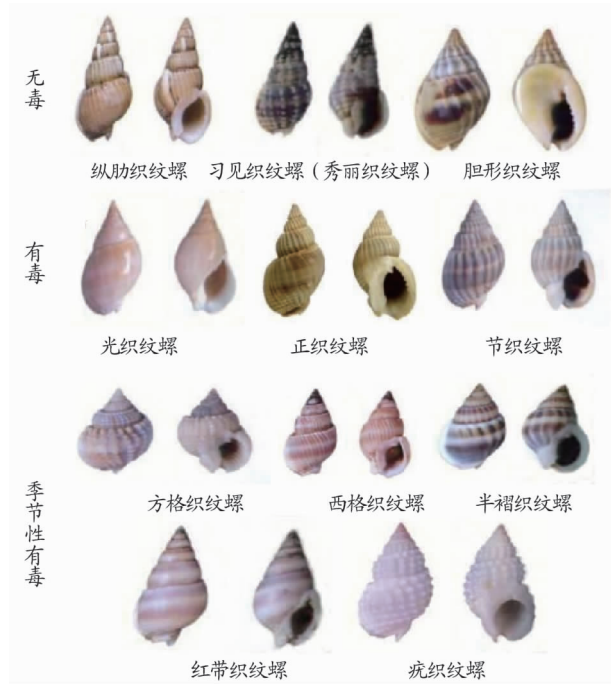 无毒
纵肋织纹螺 习见织纹螺（秀丽织纹螺） 胆形织纹螺
有毒
光织纹螺 正织纹螺 节织纹螺
季节性有毒
方格织纹螺 西格织纹螺 半褶织纹螺
红带织纹螺 疣织纹螺